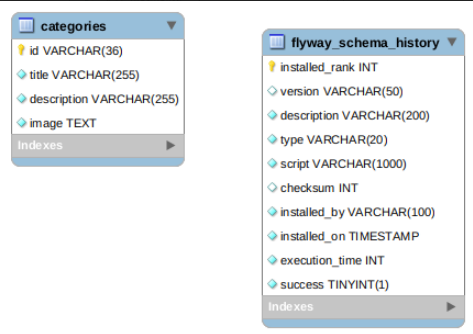 categories
id VARCHAR(36)
title VARCHAR(255)
description VARCHAR(255)
image TEXT
Indexes
flyway_schema_history
installed_rank INT
version VARCHAR(50)
description VARCHAR(200)
type VARCHAR(20)
script VARCHAR(1000)
checksum INT
installed_by VARCHAR(100)
installed_on TIMESTAMP
execution_time INT
success TINYINT(1)
Indexes